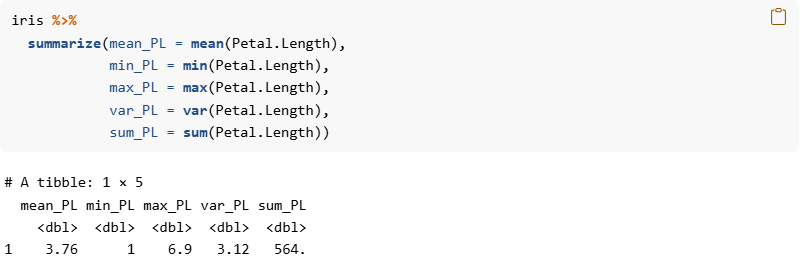 iris %>%
  summarize(mean_PL = mean(Petal.Length),
            min_PL = min(Petal.Length),
            max_PL = max(Petal.Length),
            var_PL = var(Petal.Length),
            sum_PL = sum(Petal.Length))
# A tibble: 1 × 5
  mean_PL min_PL max_PL var_PL sum_PL
    <dbl>  <dbl>  <dbl>  <dbl>  <dbl>
1    3.76      1    6.9   3.12   564.